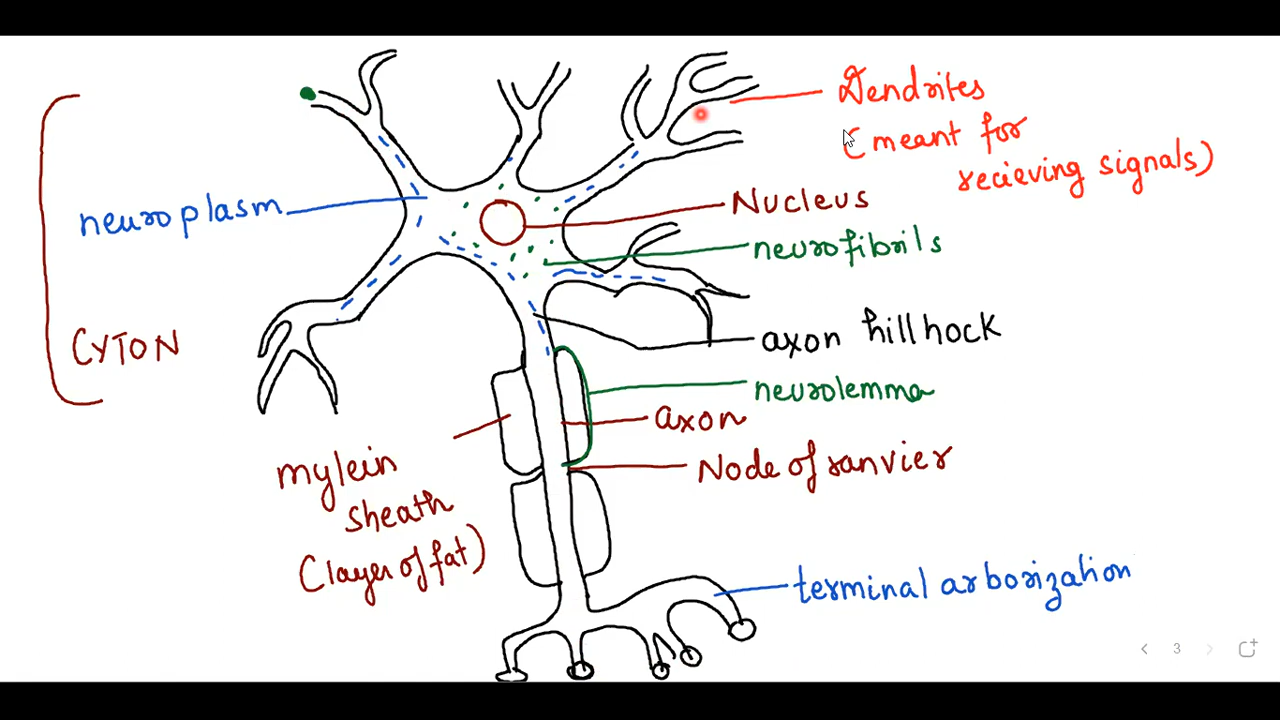 Dendrites
(meant for
recieving signals)
neuroplasm
Nucleus
neurofibrils
CYTON
axon hillhock
neurolemma
axon
mylein
sheath
(layer of fat)
Node of ranvier
terminal arborization
3